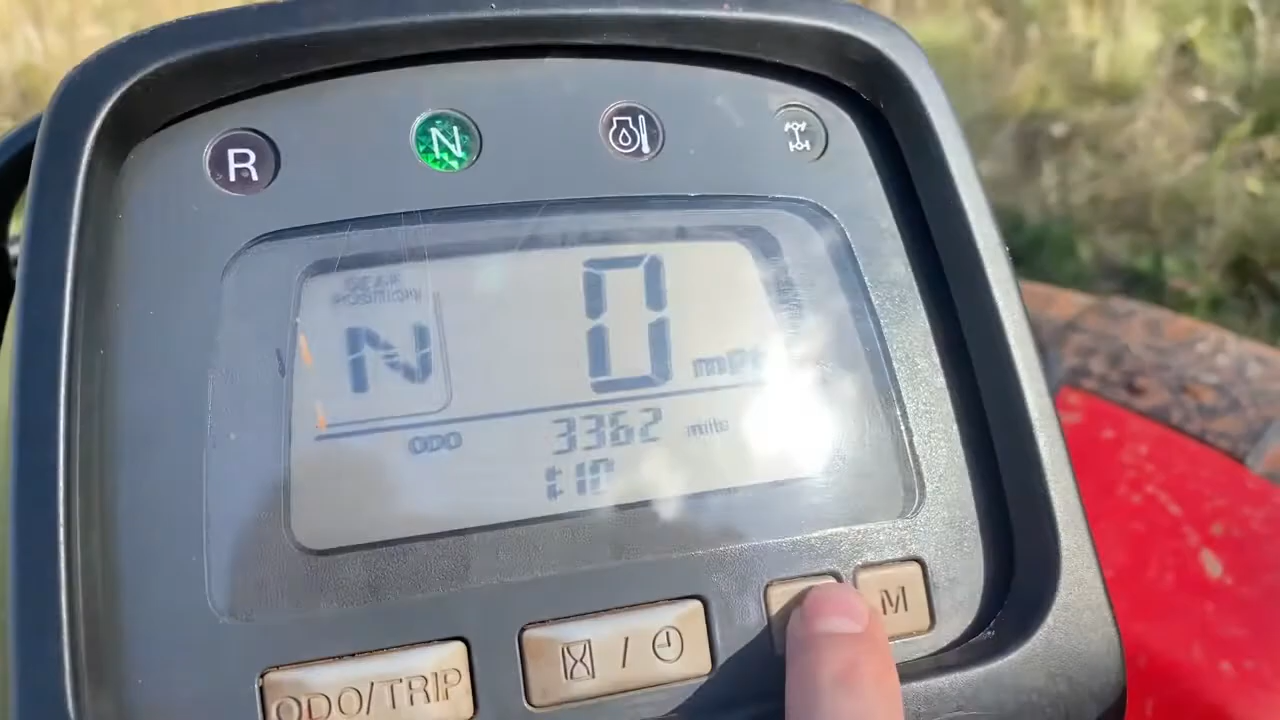 R N
GEAR
POSITION
N 0 mph
ODO 3362 mile
ODO/TRIP / M